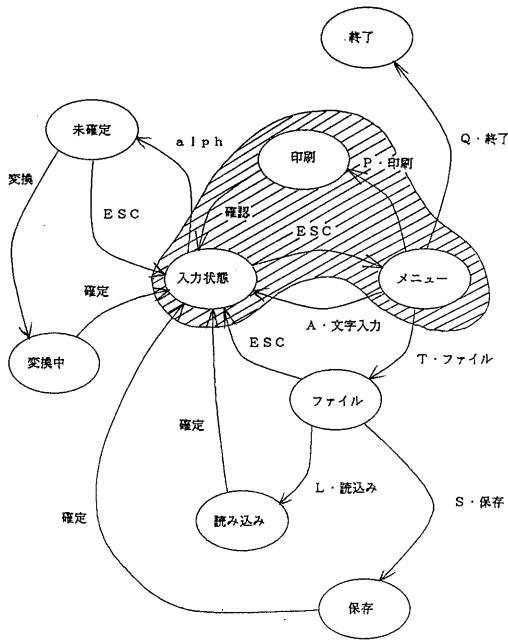 終了
Q・終了
未確定
alph
印刷
P・印刷
変換
ESC
確認
ESC
入力状態
メニュー
確定
A・文字入力
ESC
T・ファイル
変換中
ファイル
確定
L・読込み
S・保存
読み込み
確定
保存